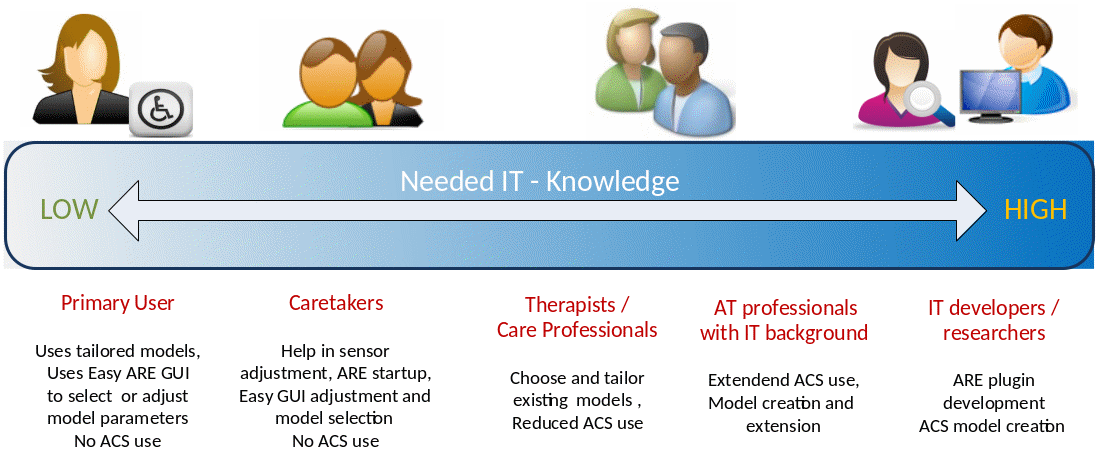 Needed IT - Knowledge
LOW
HIGH
Primary User
Uses tailored models,
Uses Easy ARE GUI
to select or adjust
model parameters
No ACS use
Caretakers
Help in sensor
adjustment, ARE startup,
Easy GUI adjustment and
model selection
No ACS use
Therapists /
Care Professionals
Choose and tailor
existing models ,
Reduced ACS use
AT professionals
with IT background
Extendend ACS use,
Model creation and
extension
IT developers /
researchers
ARE plugin
development
ACS model creation